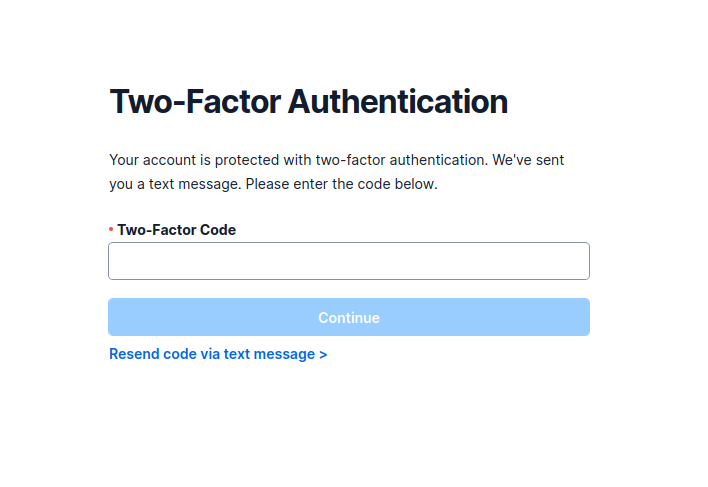 Two-Factor Authentication
Your account is protected with two-factor authentication. We've sent
you a text message. Please enter the code below.
• Two-Factor Code
Continue
Resend code via text message >